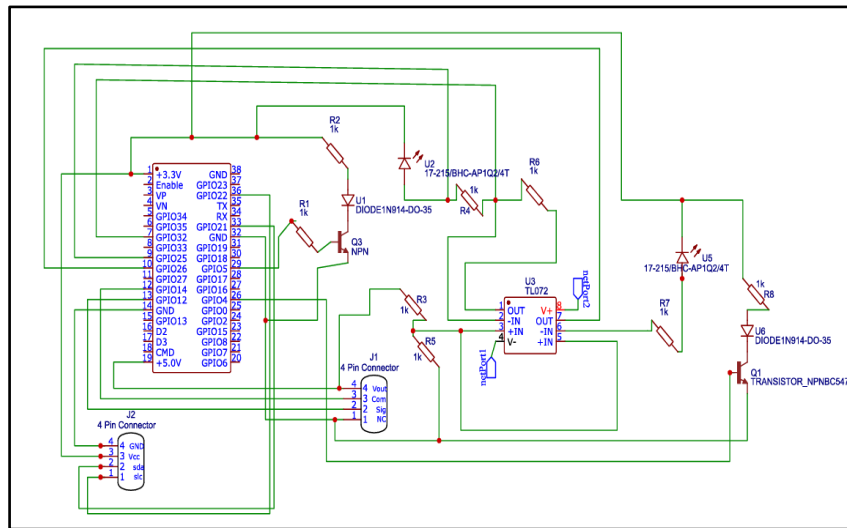 R2
1k
U2
17-215/BHC-AP1Q2/4T
R6
1k
1k
R4
U1
DIODE1N914-DO-35
R1
1k
Q3
NPN
1 +3.3V GND 38
2 Enable GPIO23 37
3 VP GPIO22 36
4 VN TX 35
5 GPIO34 RX 34
6 GPIO35 GPIO21 33
7 GPIO32 GND 32
8 GPIO33 GPIO19 31
9 GPIO25 GPIO18 30
10 GPIO26 GPIO5 29
11 GPIO27 GPIO17 28
12 GPIO14 GPIO16 27
13 GPIO12 GPIO4 26
14 GND GPIO0 25
15 GPIO13 GPIO2 24
16 D2 GPIO15 23
17 D3 GPIO8 22
18 CMD GPIO7 21
19 +5.0V GPIO6 20
U5
17-215/BHC-AP1Q2/4T
1k
R8
U3
TL072
netPort2
1 OUT V+ 8
2 -IN OUT 7
3 +IN -IN 6
4 V- +IN 5
netPort1
R7
1k
U6
DIODE1N914-DO-35
Q1
TRANSISTOR_NPNBC547
R3
1k
R5
1k
J1
4 Pin Connector
4 4 Vout
3 3 Com
2 2 Sig
1 1 NC
J2
4 Pin Connector
4 4 GND
3 3 Vcc
2 2 sda
1 1 slc